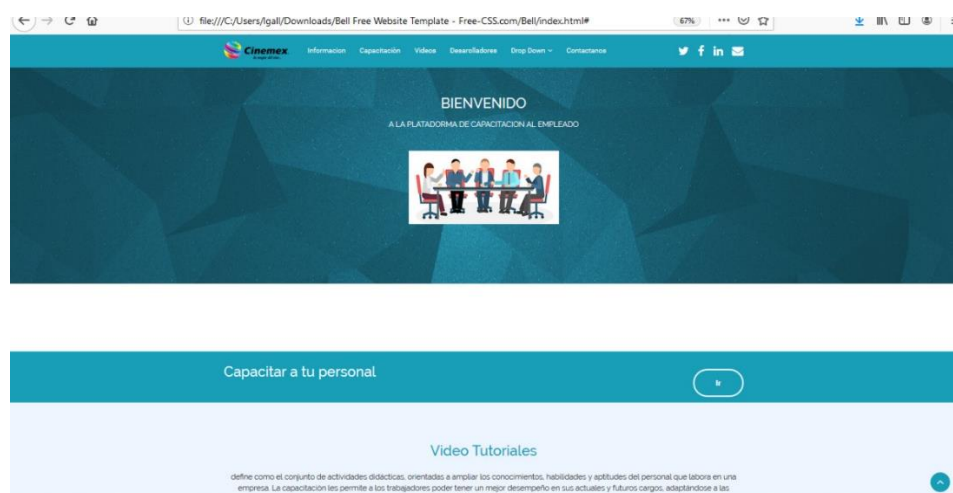 file:///C:/Users/lgall/Downloads/Bell Free Website Template - Free-CSS.com/Bell/index.html#
67%
Cinemex.
Informacion Capacitación Videos Desarolladores Drop Down Contactanos
BIENVENIDO
A LA PLATADORMA DE CAPACITACION AL EMPLEADO
Capacitar a tu personal
Ir
Video Tutoriales
define como el conjunto de actividades didácticas, orientadas a ampliar los conocimientos, habilidades y aptitudes del personal que labora en una
empresa. La capacitación les permite a los trabajadores poder tener un mejor desempeño en sus actuales y futuros cargos, adaptándose a las